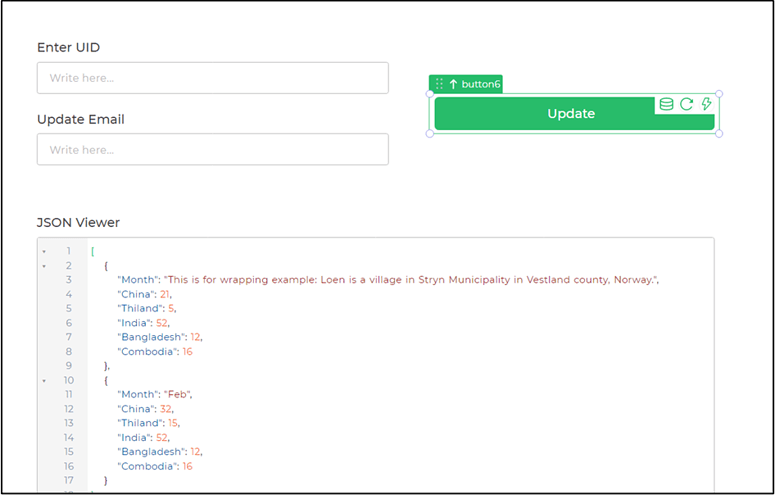 Enter UID
Write here...
button6
Update
Update Email
Write here...
JSON Viewer
1 [
2 {
3 "Month": "This is for wrapping example: Loen is a village in Stryn Municipality in Vestland county, Norway.",
4 "China": 21,
5 "Thiland": 5,
6 "India": 52,
7 "Bangladesh": 12,
8 "Combodia": 16
9 },
10 {
11 "Month": "Feb",
12 "China": 32,
13 "Thiland": 15,
14 "India": 52,
15 "Bangladesh": 12,
16 "Combodia": 16
17 }